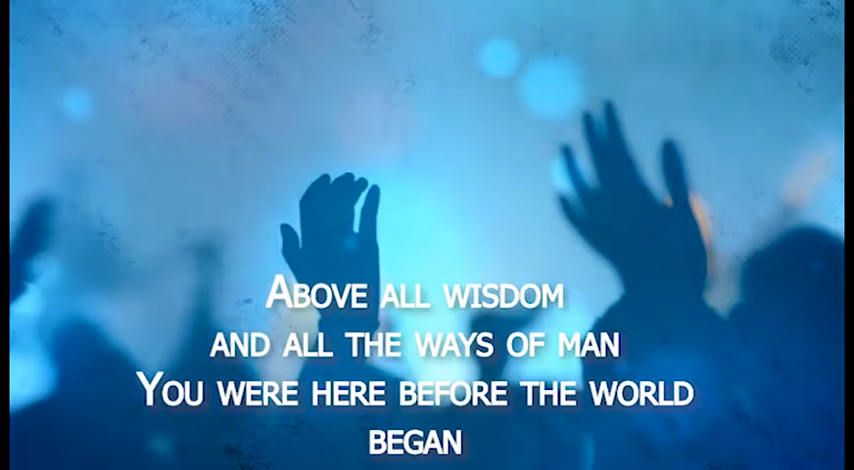 Above all wisdom
and all the ways of man
You were here before the world
began